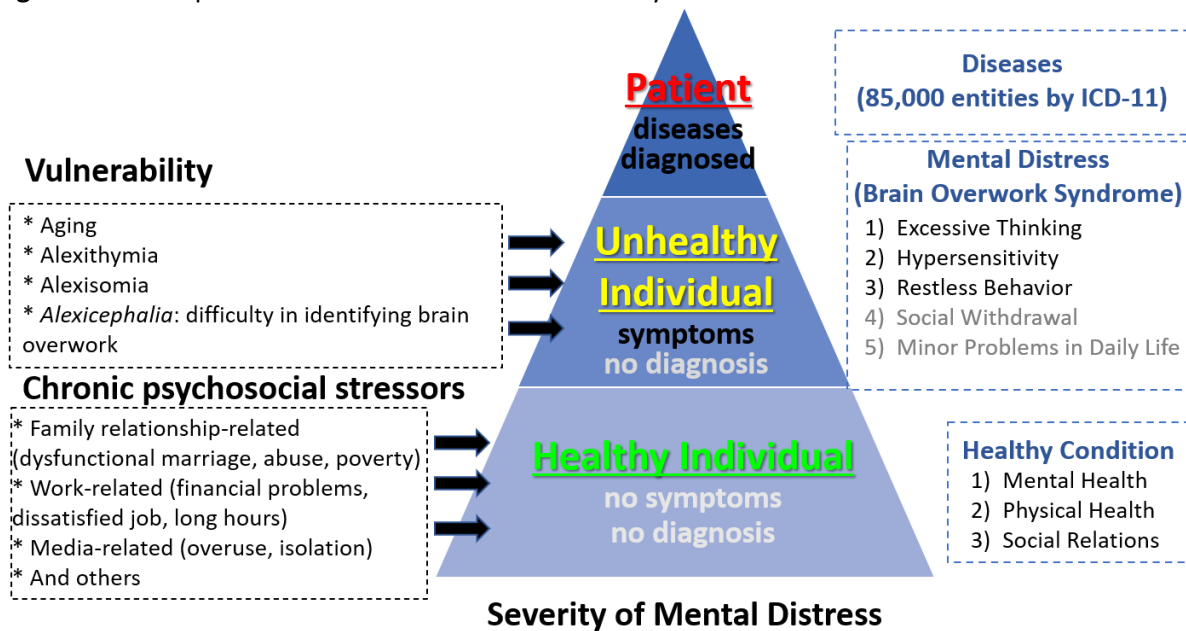 Patient
diseases
diagnosed
Diseases
(85,000 entities by ICD-11)
Vulnerability
* Aging
* Alexithymia
* Alexisomia
* Alexicephalia: difficulty in identifying brain
overwork
Unhealthy
Individual
symptoms
no diagnosis
Mental Distress
(Brain Overwork Syndrome)
1) Excessive Thinking
2) Hypersensitivity
3) Restless Behavior
4) Social Withdrawal
5) Minor Problems in Daily Life
Chronic psychosocial stressors
* Family relationship-related
(dysfunctional marriage, abuse, poverty)
* Work-related (financial problems,
dissatisfied job, long hours)
* Media-related (overuse, isolation)
* And others
Healthy Individual
no symptoms
no diagnosis
Healthy Condition
1) Mental Health
2) Physical Health
3) Social Relations
Severity of Mental Distress